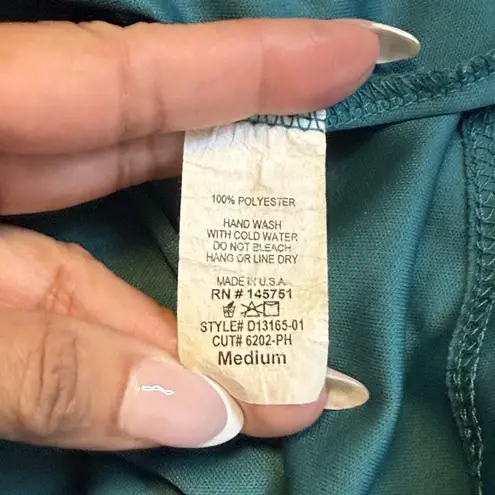 100% POLYESTER
HAND WASH
WITH COLD WATER
DO NOT BLEACH
HANG OR LINE DRY
MADE IN U.S.A.
RN # 145751
STYLE# D13165-01
CUT# 6202-PH
Medium